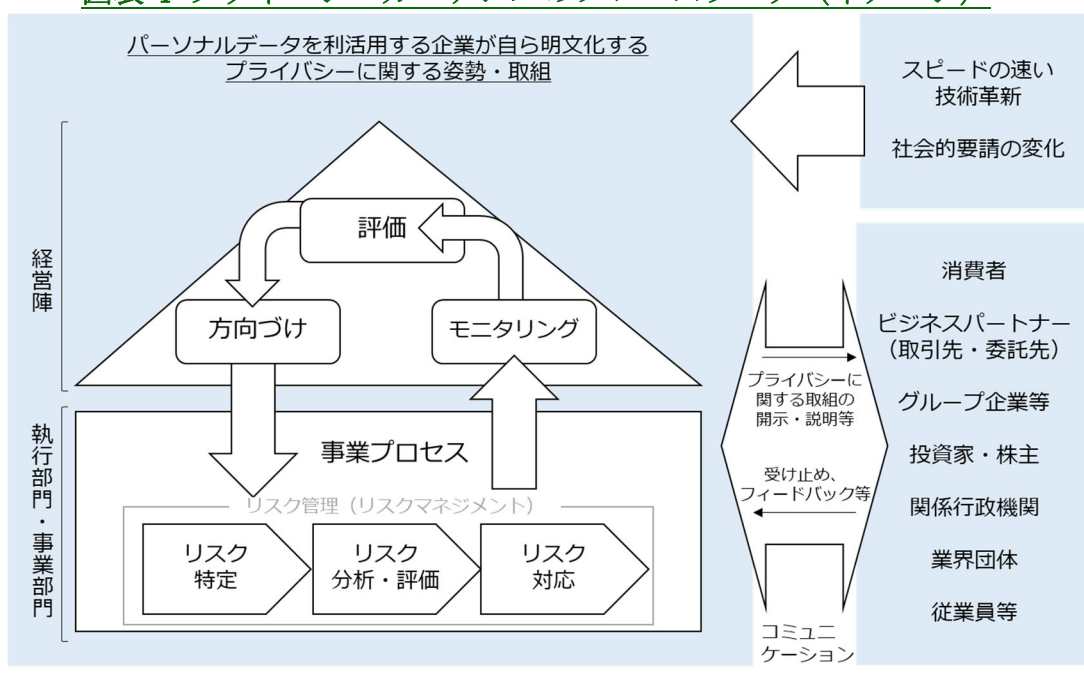 パーソナルデータを利活用する企業が自ら明文化する
プライバシーに関する姿勢・取組
スピードの速い
技術革新
社会的要請の変化
経営陣
評価
方向づけ
モニタリング
執行部門・事業部門
事業プロセス
リスク管理（リスクマネジメント）
リスク
特定
リスク
分析・評価
リスク
対応
プライバシーに
関する取組の
開示・説明等
受け止め、
フィードバック等
コミュニ
ケーション
消費者
ビジネスパートナー
（取引先・委託先）
グループ企業等
投資家・株主
関係行政機関
業界団体
従業員等